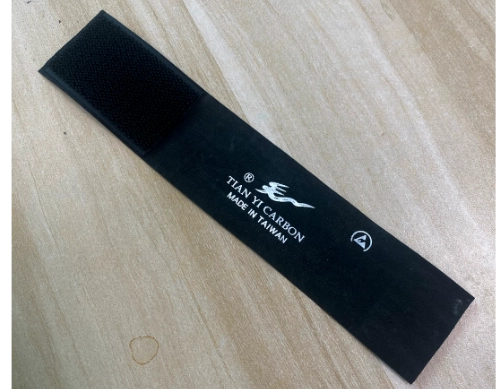 ®
TIAN YI CARBON
MADE IN TAIWAN